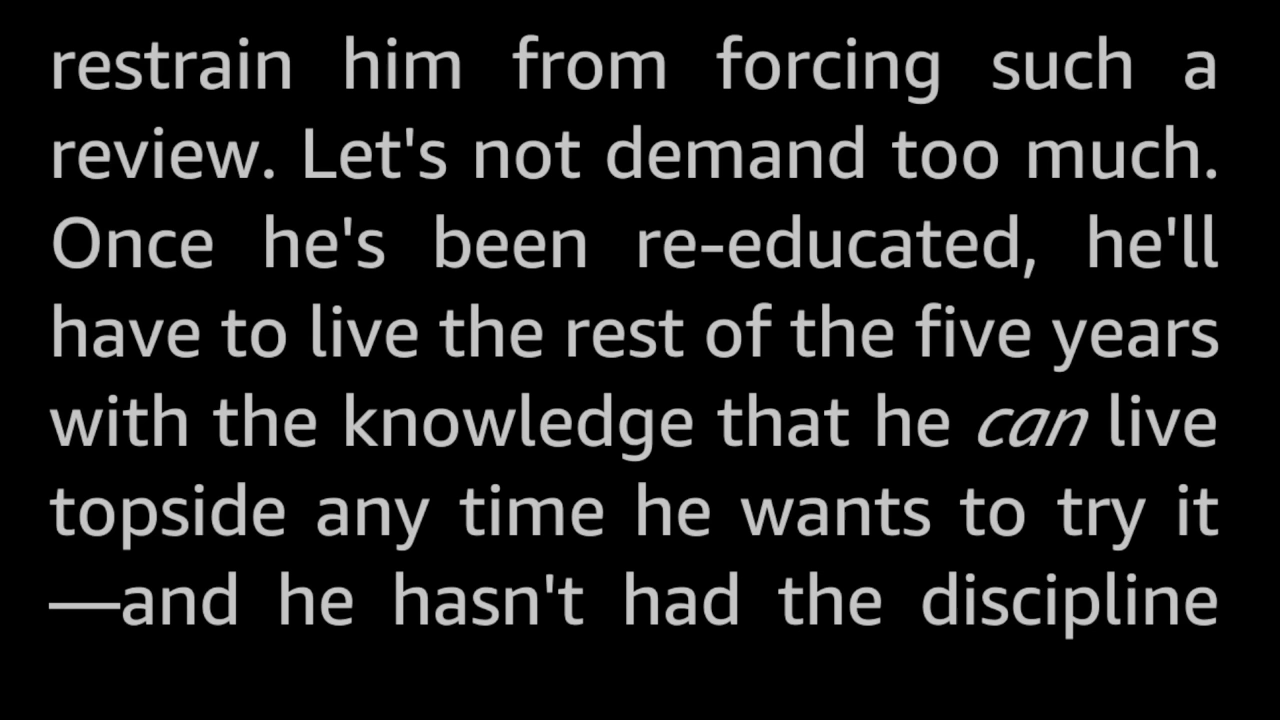 restrain him from forcing such a
review. Let's not demand too much.
Once he's been re-educated, he'll
have to live the rest of the five years
with the knowledge that he can live
topside any time he wants to try it
—and he hasn't had the discipline